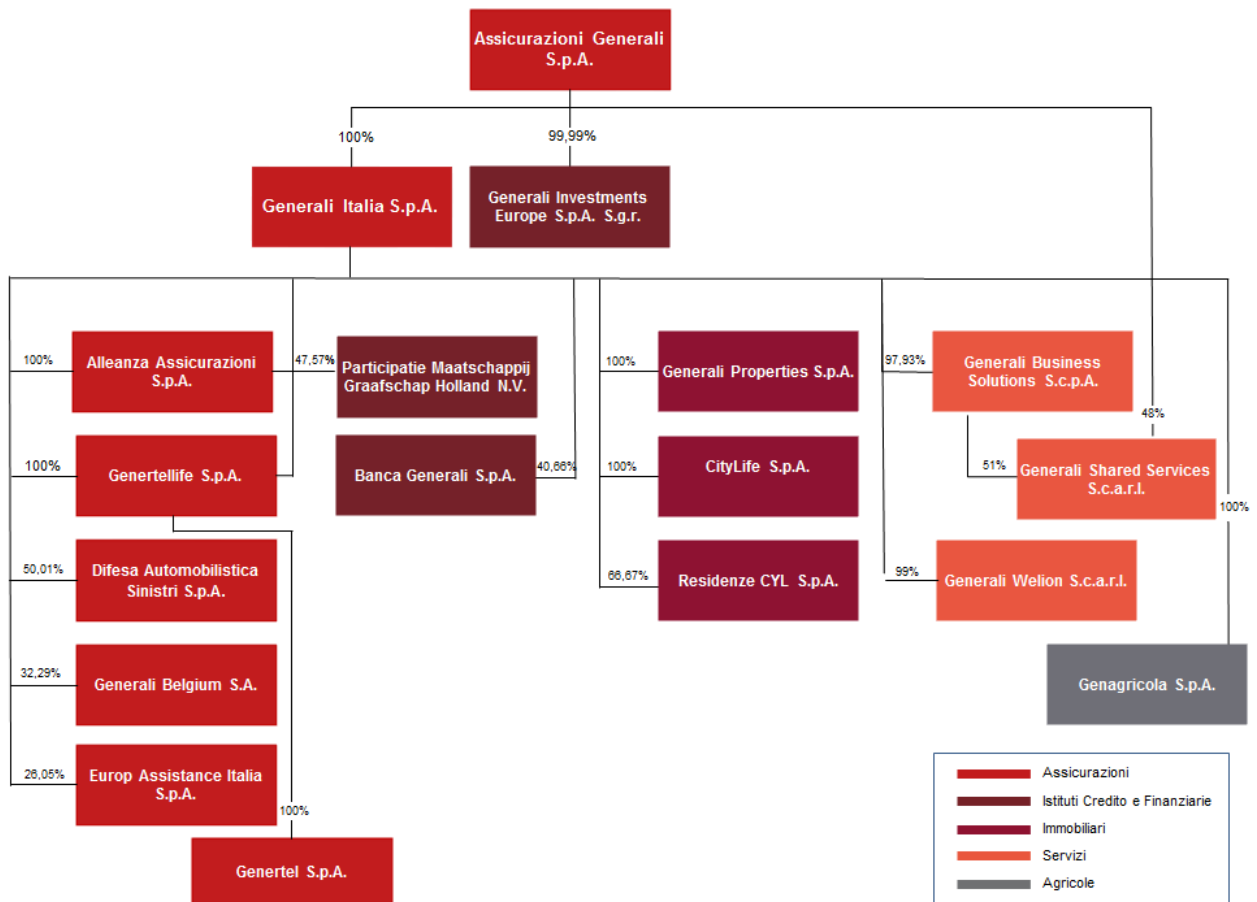 Assicurazioni Generali
S.p.A.
100%
99,99%
Generali Italia S.p.A.
Generali Investments
Europe S.p.A. S.g.r.
100%
Alleanza Assicurazioni
S.p.A.
47,57%
Participatie Maatschappij
Graafschap Holland N.V.
100%
Generali Properties S.p.A.
97,93%
Generali Business
Solutions S.c.p.A.
48%
100%
Genertellife S.p.A.
Banca Generali S.p.A.
40,66%
100%
CityLife S.p.A.
51%
Generali Shared Services
S.c.a.r.l.
100%
50,01%
Difesa Automobilistica
Sinistri S.p.A.
66,67%
Residenze CYL S.p.A.
99%
Generali Welion S.c.a.r.l.
32,29%
Generali Belgium S.A.
Genagricola S.p.A.
26,05%
Europ Assistance Italia
S.p.A.
100%
Genertel S.p.A.
Assicurazioni
Istituti Credito e Finanziarie
Immobiliari
Servizi
Agricole